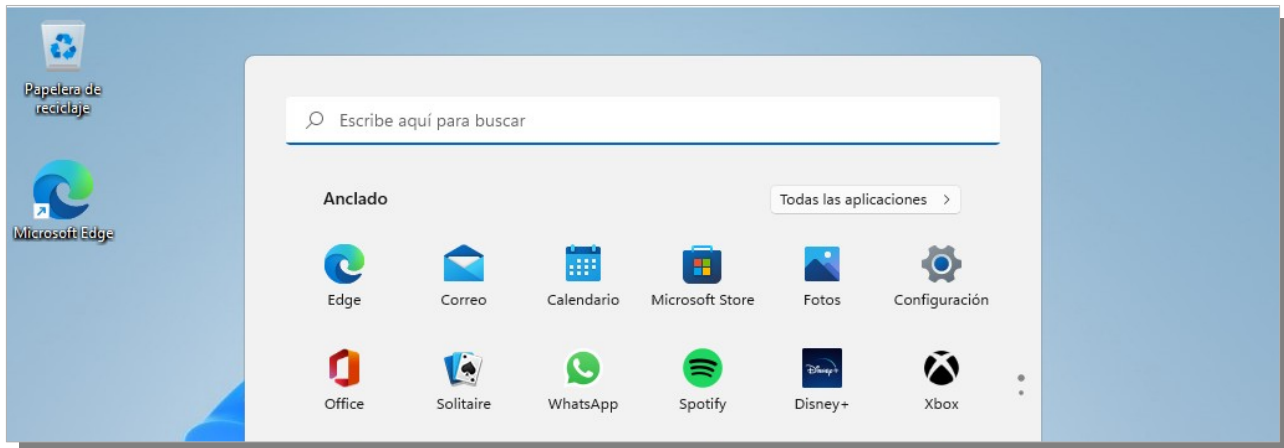 Papelera de
reciclaje
Microsoft Edge
Escribe aquí para buscar
Anclado
Todas las aplicaciones
Edge
Correo
Calendario
Microsoft Store
Fotos
Configuración
Office
Solitaire
WhatsApp
Spotify
Disney+
Disney+
Xbox